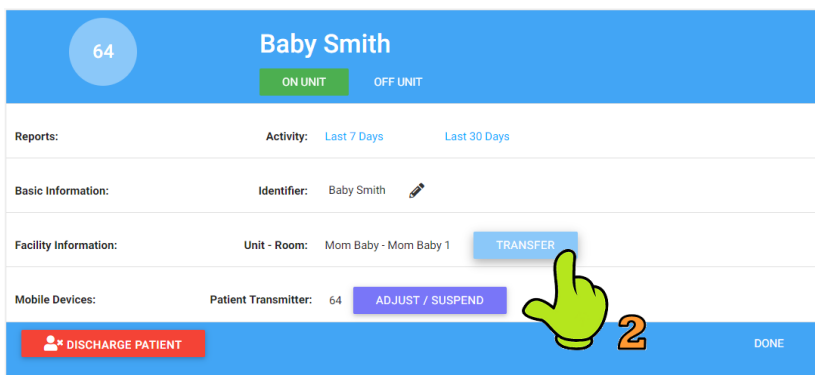 64
Baby Smith
ON UNIT OFF UNIT
Reports: Activity: Last 7 Days Last 30 Days
Basic Information: Identifier: Baby Smith
Facility Information: Unit - Room: Mom Baby - Mom Baby 1 TRANSFER
Mobile Devices: Patient Transmitter: 64 ADJUST / SUSPEND
2
DISCHARGE PATIENT DONE